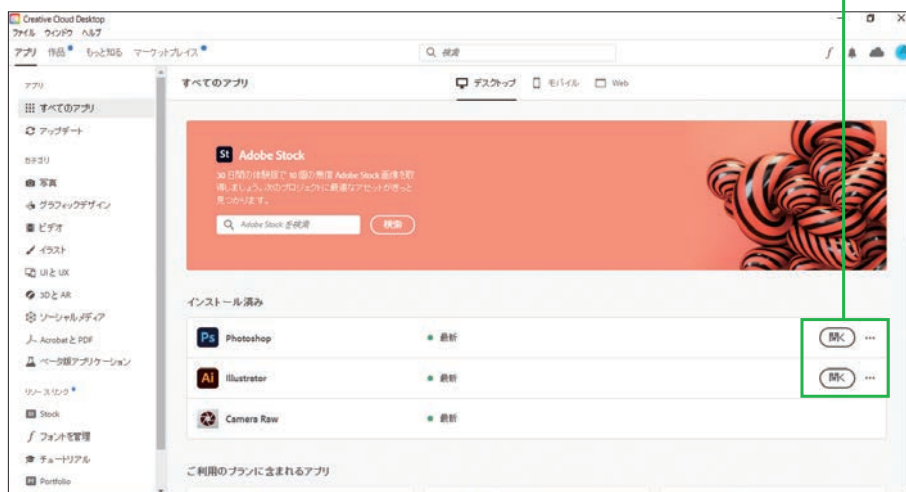 Creative Cloud Desktop
ファイル ウィンドウ ヘルプ
アプリ 作品 もっと知る マーケットプレイス
検索
アプリ
すべてのアプリ
アップデート
カテゴリ
写真
グラフィックデザイン
ビデオ
イラスト
UIとUX
3DとAR
ソーシャルメディア
AcrobatとPDF
ベータ版アプリケーション
リソースリンク
Stock
フォントを管理
チュートリアル
Portfolio
すべてのアプリ
デスクトップ モバイル Web
St Adobe Stock
30 日間の体験版で 10 個の無償 Adobe Stock 画像を取
得しましょう。次のプロジェクトに最適なアセットがきっと
見つかります。
Adobe Stock を検索 検索
インストール済み
Ps Photoshop 最新 開く
Ai Illustrator 最新 開く
Camera Raw 最新
ご利用のプランに含まれるアプリ